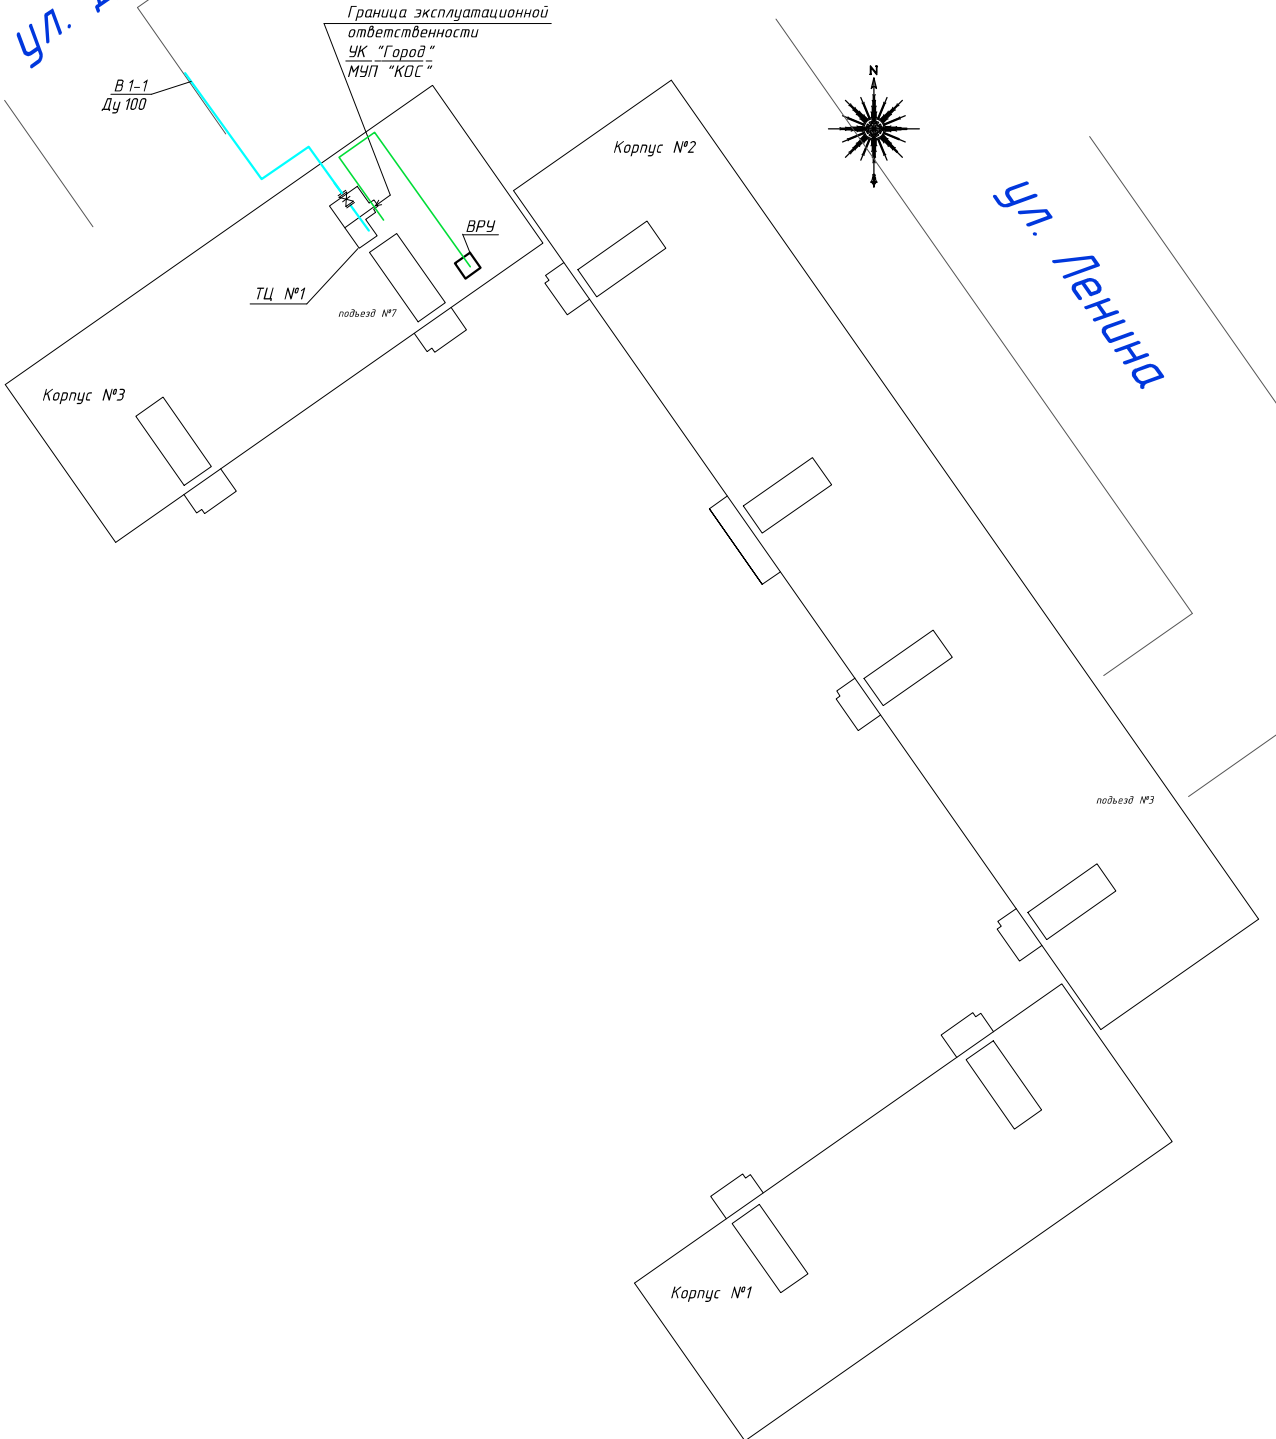 ул.
Граница эксплуатационной
ответственности
УК "Город"
МУП "КОС"
В 1-1
Ду 100
N
Корпус №2
ул. Ленина
ВРУ
ТЦ №1
подъезд №7
Корпус №3
подъезд №3
Корпус №1